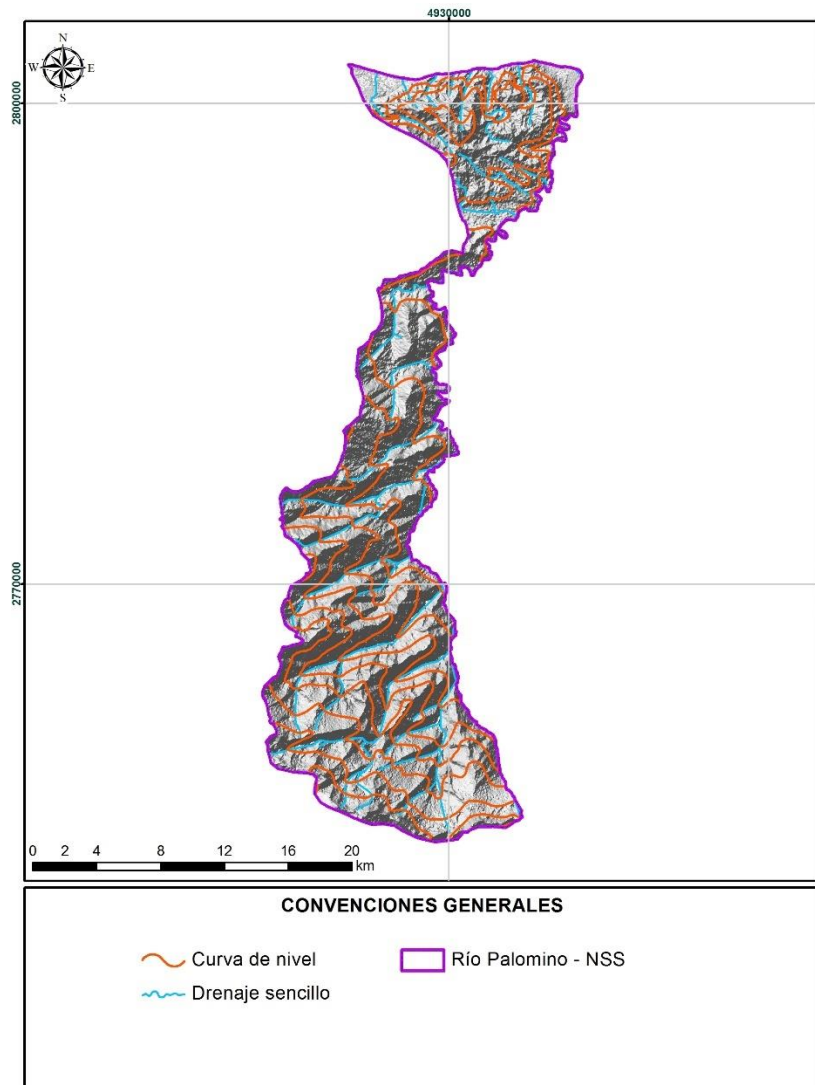 4930000
N
W E
S
2800000
2770000
0 2 4 8 12 16 20
km
CONVENCIONES GENERALES
Curva de nivel
Río Palomino - NSS
Drenaje sencillo